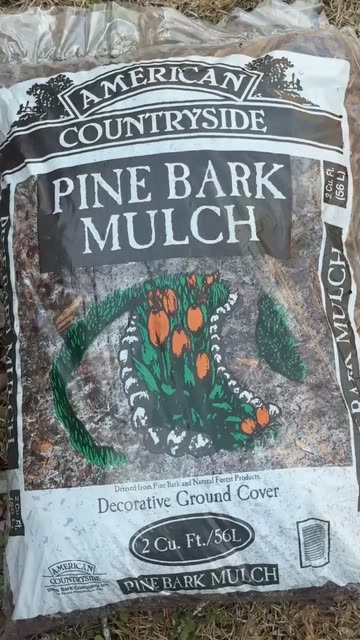 AMERICAN
COUNTRYSIDE
PINE BARK
MULCH
2 Cu. Ft.
(56 L)
BARK MULCH
Derived from Pine Bark and Natural Forest Products
Decorative Ground Cover
2 Cu. Ft./56L
AMERICAN
COUNTRYSIDE
PINE BARK MULCH